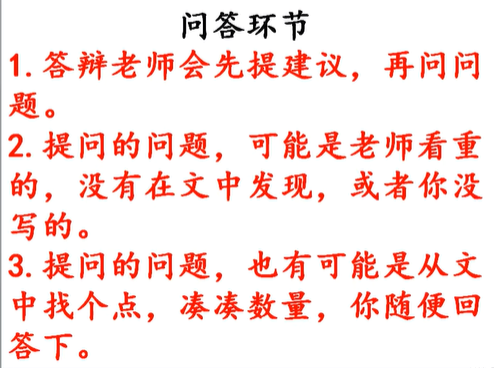 问答环节
1.答辩老师会先提建议，再问问
题。
2.提问的问题，可能是老师看重
的，没有在文中发现，或者你没
写的。
3.提问的问题，也有可能是从文
中找个点，凑凑数量，你随便回
答下。